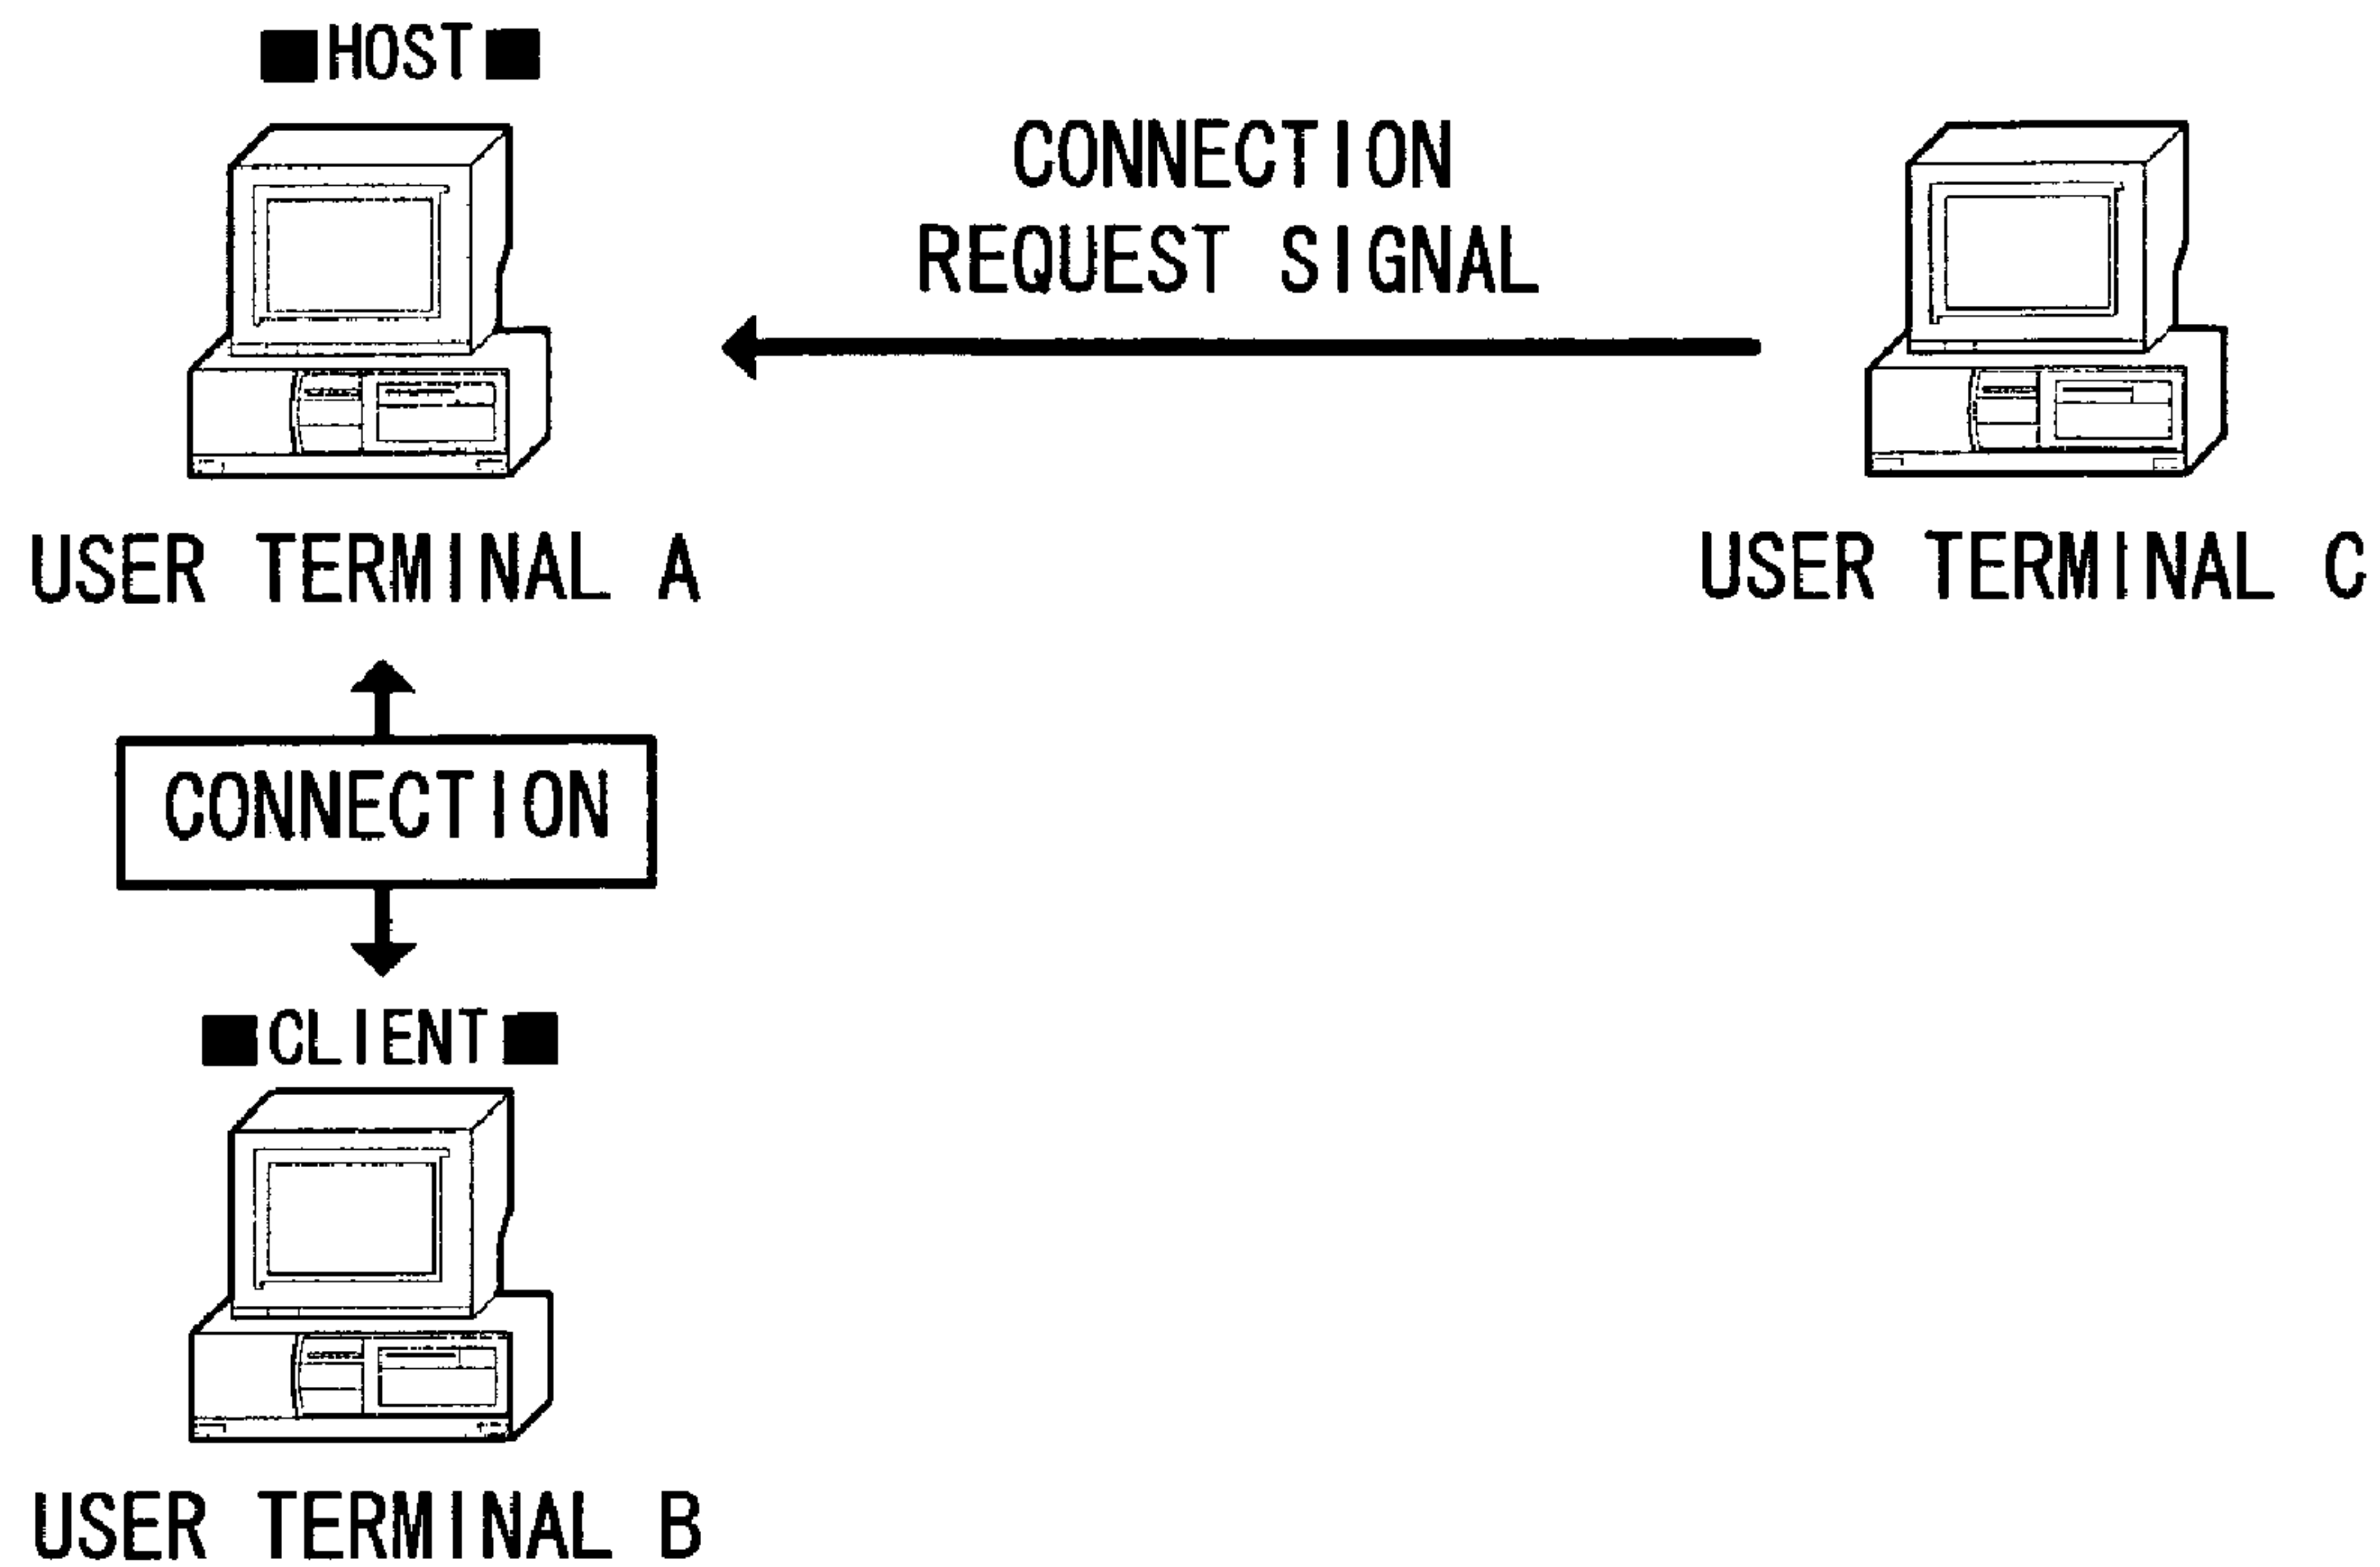 ■HOST■
CONNECTION
REQUEST SIGNAL
USER TERMINAL A
USER TERMINAL C
CONNECTION
■CLIENT■
USER TERMINAL B